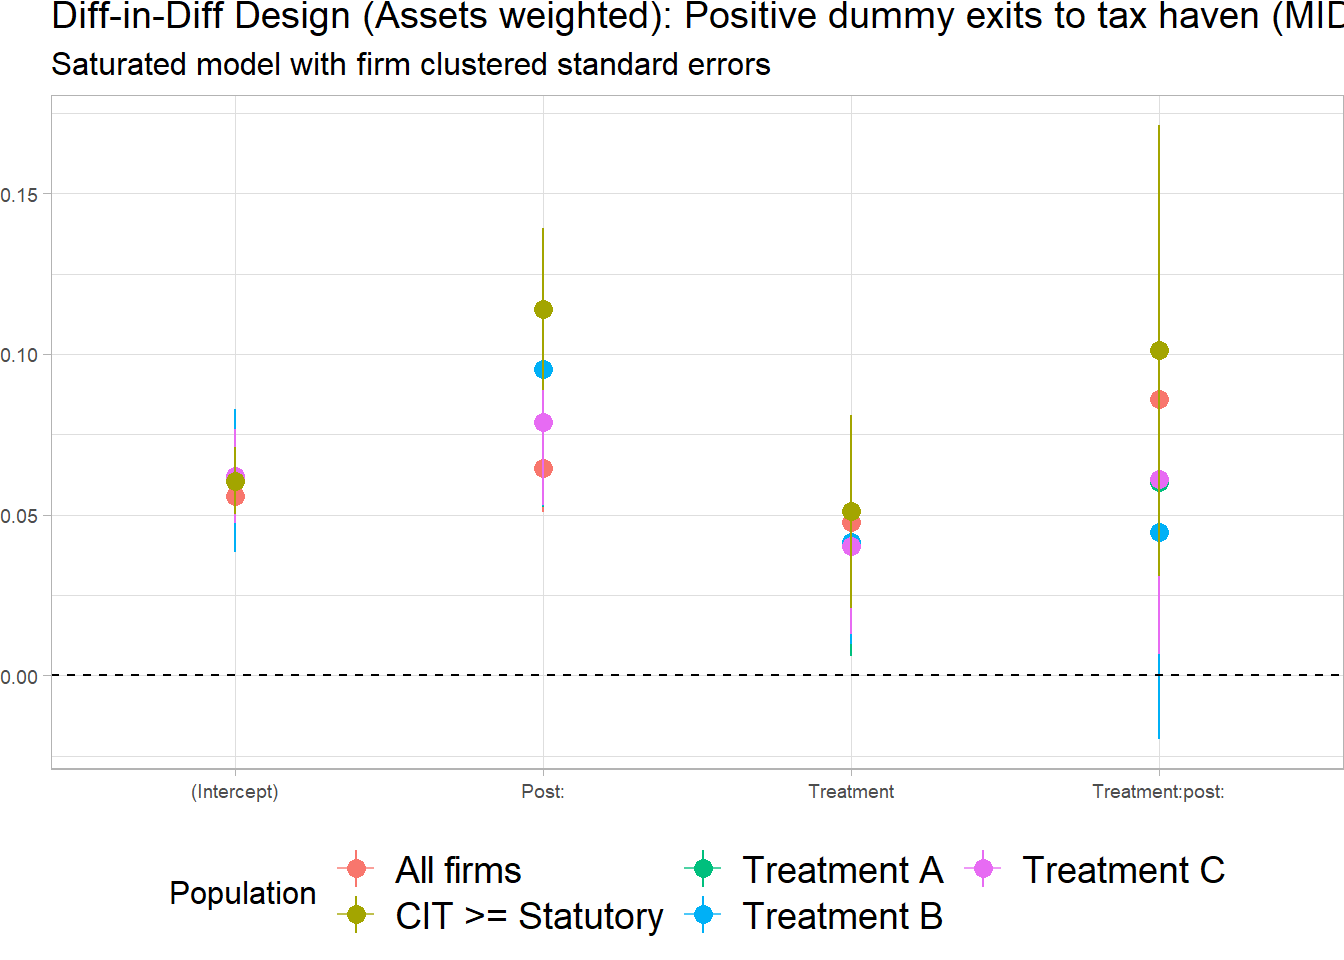 Diff-in-Diff Design (Assets weighted): Positive dummy exits to tax haven (MID
Saturated model with firm clustered standard errors
0.15
0.10
0.05
0.00
(Intercept) Post: Treatment Treatment:post:
Population
All firms Treatment A Treatment C
CIT >= Statutory Treatment B